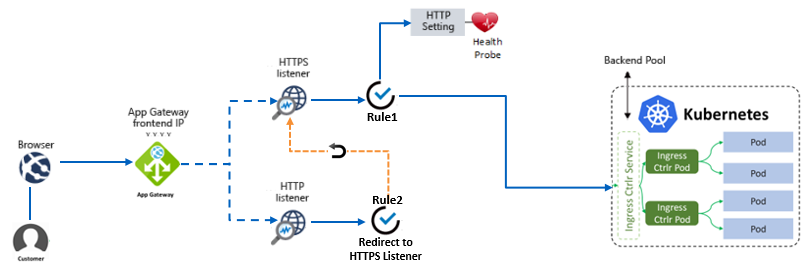 HTTP
Setting
Health
Probe
HTTPS
listener
Rule1
Backend Pool
Kubernetes
App Gateway
frontend IP
Browser
App Gateway
Customer
HTTP
listener
Rule2
Redirect to
HTTPS Listener
Ingress Ctrlr Service
Ingress
Ctrlr Pod
Ingress
Ctrlr Pod
Pod
Pod
Pod
Pod